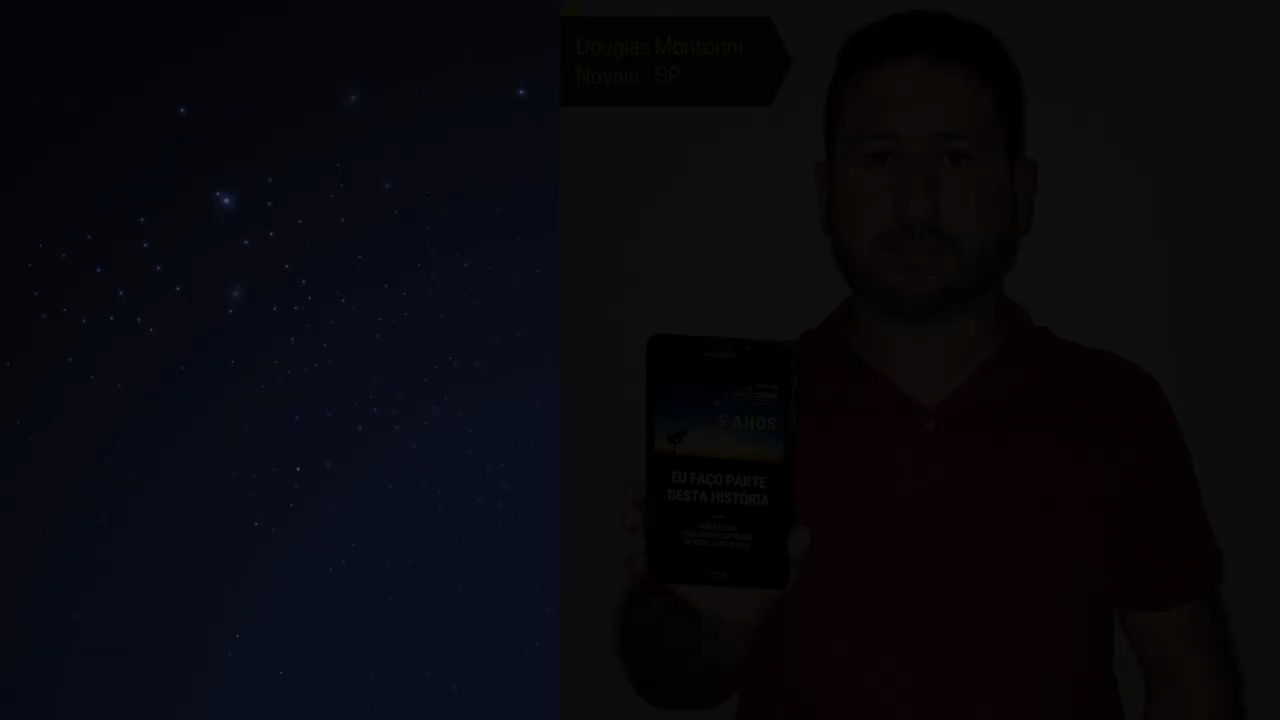 Douglas Montorini
Novais - SP
5 ANOS
EU FAÇO PARTE
DESTA HISTÓRIA